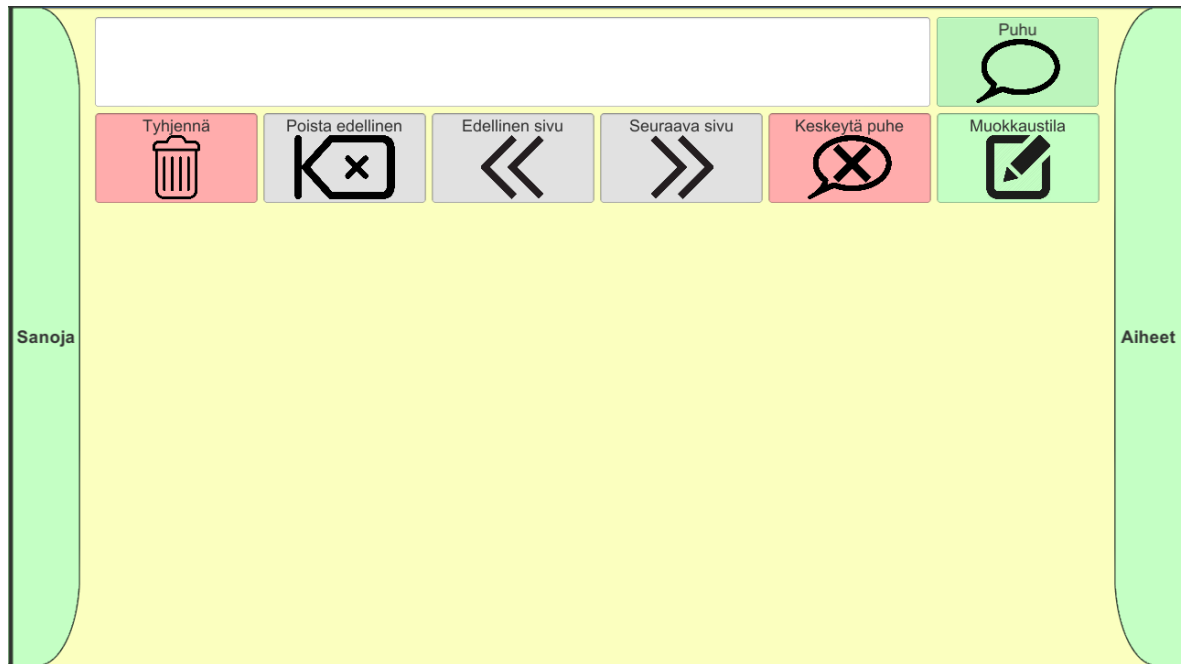 Puhu
Tyhjennä
Poista edellinen
Edellinen sivu
Seuraava sivu
Keskeytä puhe
Muokkaustila
Sanoja
Aiheet